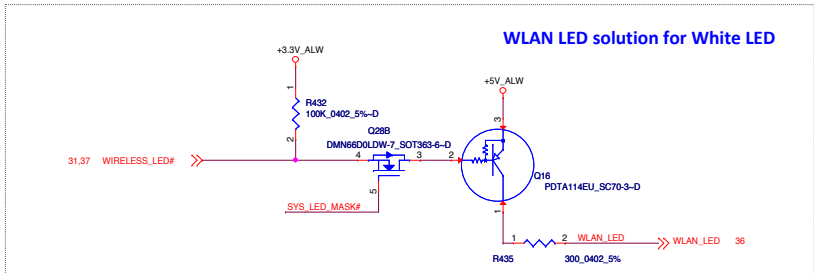 WLAN LED solution for White LED
+3.3V_ALW
+5V_ALW
1
R432
100K_0402_5%~D
2
3
Q28B
DMN66D0LDW-7_SOT363-6~D
31,37 WIRELESS_LED#
4
3
2
5
Q16
PDTA114EU_SC70-3~D
SYS_LED_MASK#
1
1
2
WLAN_LED
WLAN_LED 36
R435
300_0402_5%